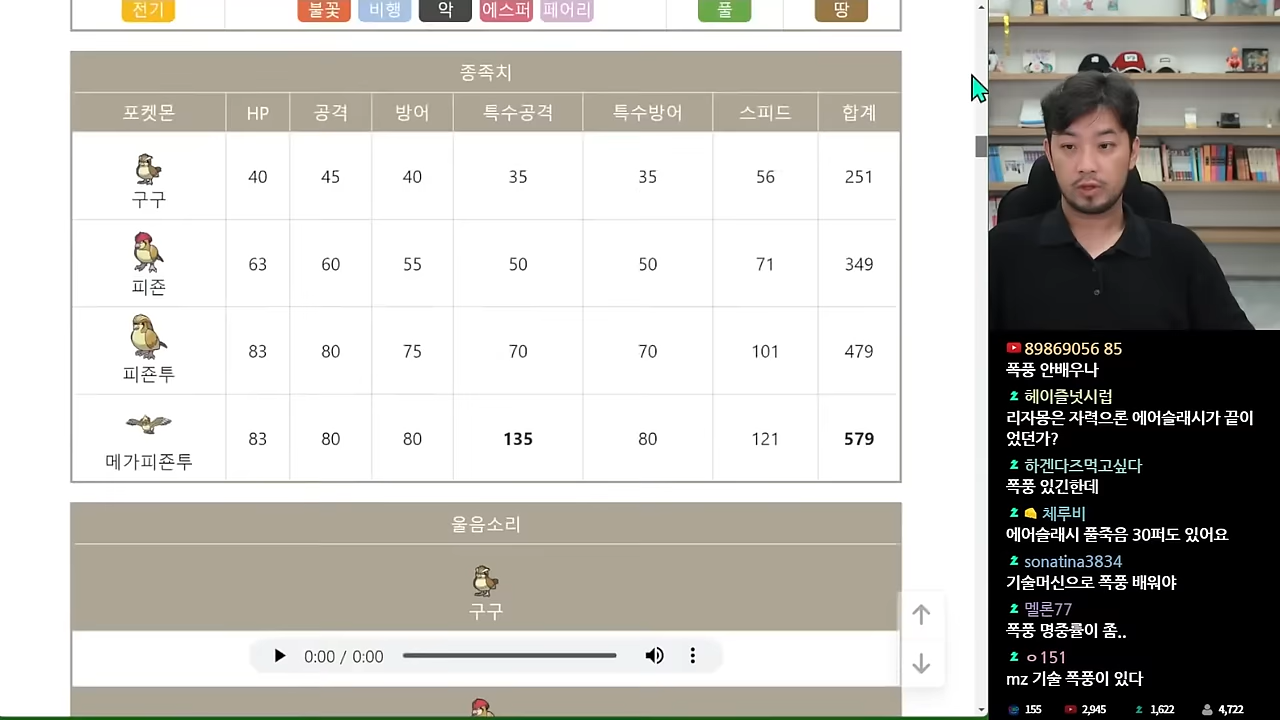 전기 불꽃 비행 악 에스퍼 페어리 풀 땅
종족치
포켓몬 HP 공격 방어 특수공격 특수방어 스피드 합계
구구 40 45 40 35 35 56 251
피죤 63 60 55 50 50 71 349
피죤투 83 80 75 70 70 101 479
메가피죤투 83 80 80 135 80 121 579
울음소리
구구
0:00 / 0:00
89869056 85
폭풍 안배우나
헤이즐넛시럽
리자몽은 자력으론 에어슬래시가 끝이
었던가?
하겐다즈먹고싶다
폭풍 있긴한데
체루비
에어슬래시 풀죽음 30퍼도 있어요
sonatina3834
기술머신으로 폭풍 배워야
멜론77
폭풍 명중률이 좀..
ㅇ151
mz 기술 폭풍이 있다
155 2,945 1,622 4,722